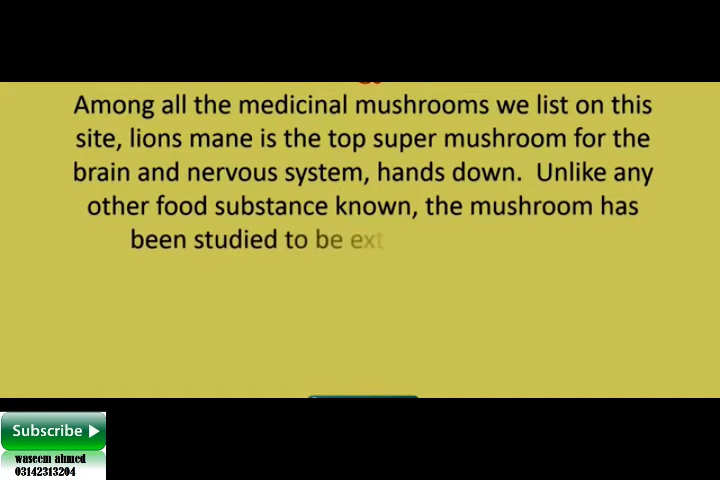 Among all the medicinal mushrooms we list on this
site, lions mane is the top super mushroom for the
brain and nervous system, hands down.  Unlike any
other food substance known, the mushroom has
been studied to be ext
Subscribe
waseem ahmed
03142313204